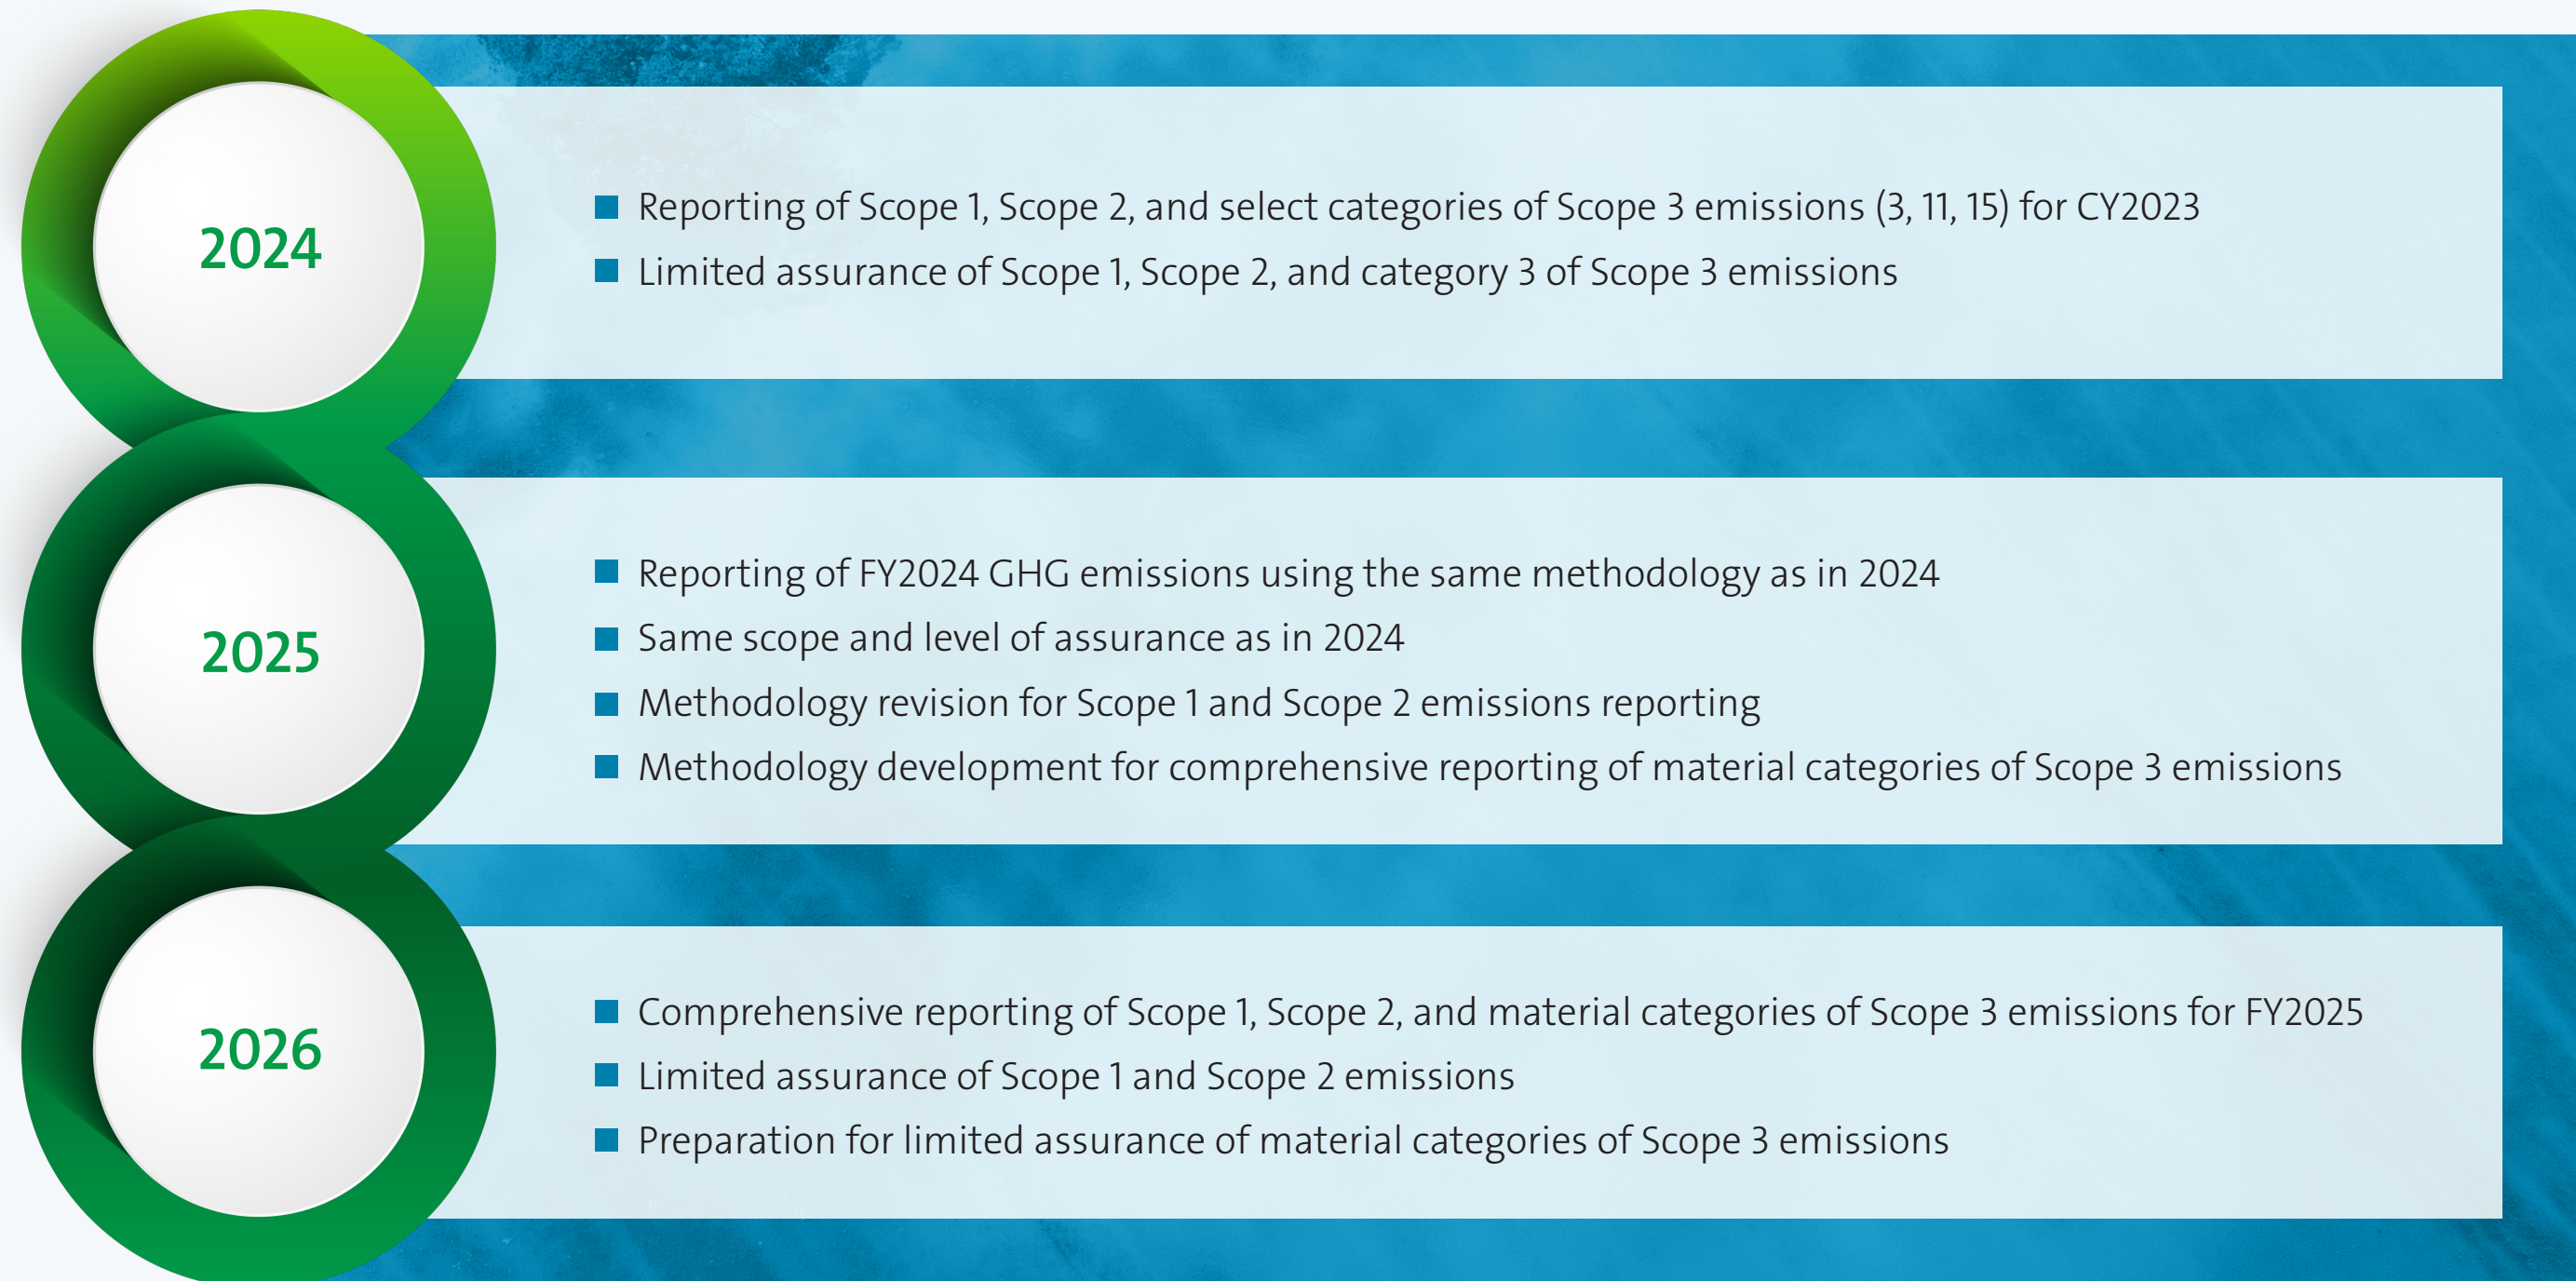 2024
Reporting of Scope 1, Scope 2, and select categories of Scope 3 emissions (3, 11, 15) for CY2023
Limited assurance of Scope 1, Scope 2, and category 3 of Scope 3 emissions
2025
Reporting of FY2024 GHG emissions using the same methodology as in 2024
Same scope and level of assurance as in 2024
Methodology revision for Scope 1 and Scope 2 emissions reporting
Methodology development for comprehensive reporting of material categories of Scope 3 emissions
2026
Comprehensive reporting of Scope 1, Scope 2, and material categories of Scope 3 emissions for FY2025
Limited assurance of Scope 1 and Scope 2 emissions
Preparation for limited assurance of material categories of Scope 3 emissions